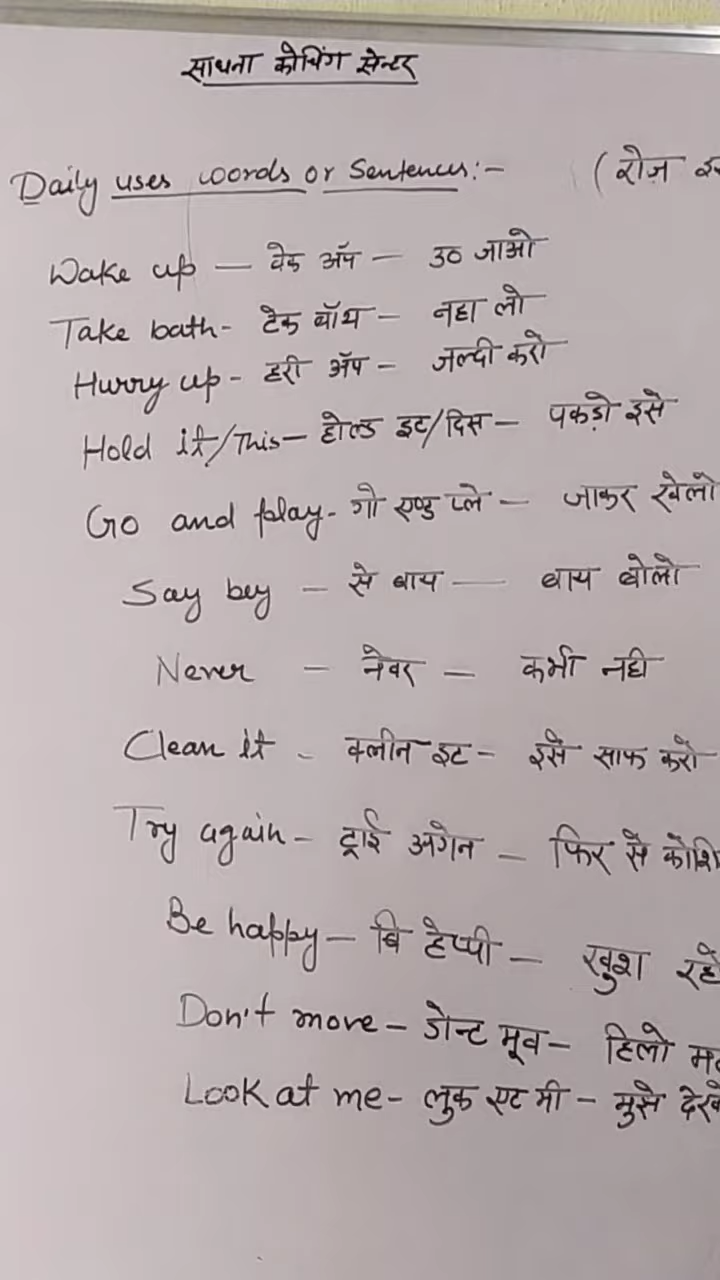 साधना कोचिंग सेन्टर
Daily uses words or Sentences:- (रोज़
Wake up – वेक अॅप – उठ जाओ
Take bath- टेक बॉथ – नहा लो
Hurry up - हरी अॅप – जल्दी करो
Hold it/This – होल्ड इट/दिस – पकड़ो इसे
Go and play - गो एण्ड प्ले – जाकर खेलो
Say bey – से बाय – बाय बोलो
Never – नेवर – कभी नही
Clean it - क्लीन इट – इसे साफ करो
Try again – ट्राई अगेन – फिर से
Be happy – बि हेप्पी – खुश रहो
Don't move – डोन्ट मूव – हिलो
Look at me - लुक एट मी – मुसे देखो